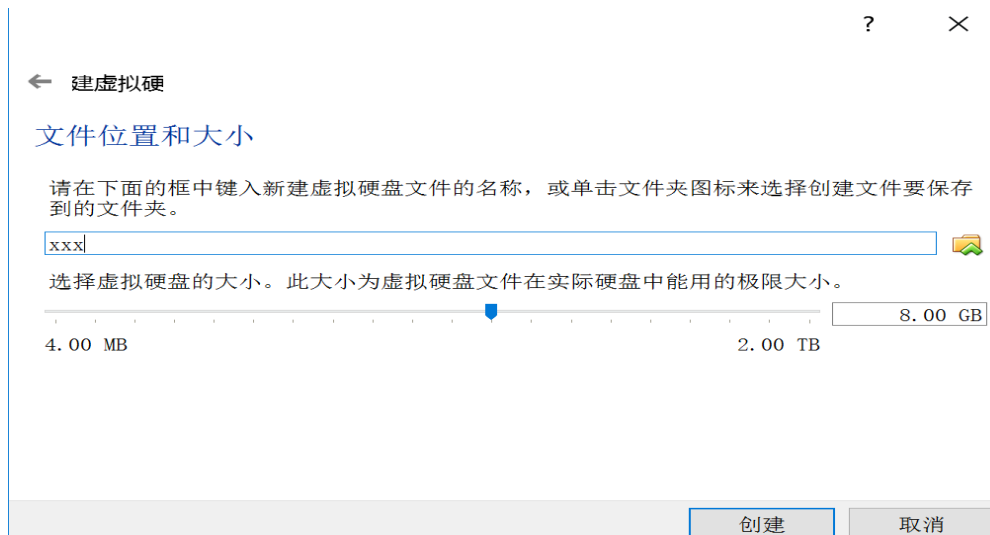 ?
建虚拟硬
文件位置和大小
请在下面的框中键入新建虚拟硬盘文件的名称，或单击文件夹图标来选择创建文件要保存
到的文件夹。
xxx
选择虚拟硬盘的大小。此大小为虚拟硬盘文件在实际硬盘中能用的极限大小。
8.00 GB
4.00 MB 2.00 TB
创建 取消